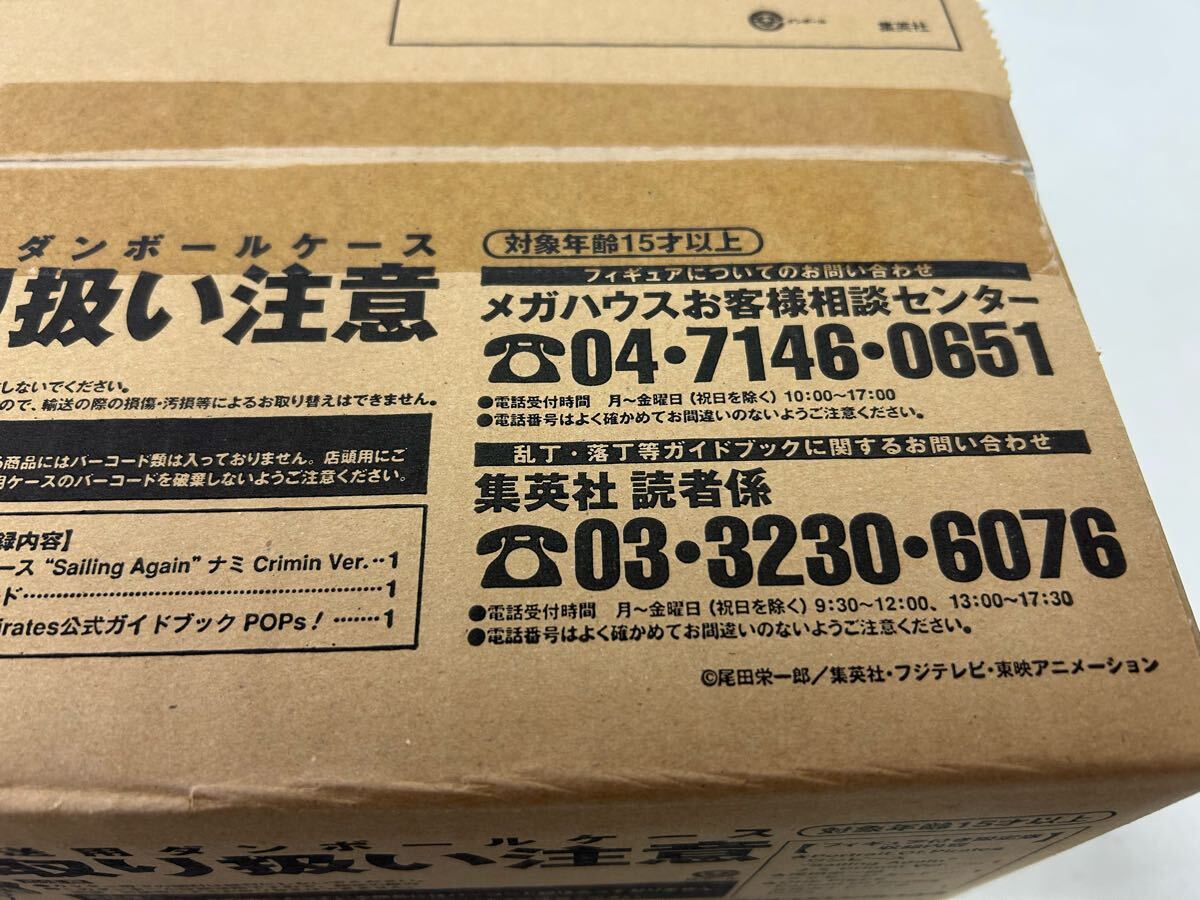 ダンボール
集英社
ダンボールケース
扱い注意
しないでください。
ので、輸送の際の損傷・汚損等によるお取り替えはできません。
る商品にはバーコード類は入っておりません。店頭用にご
用ケースのバーコードを破棄しないようご注意ください。
録内容】
ース “Sailing Again” ナミ Crimin Ver.‥1
ド‥‥‥1
irates公式ガイドブック POPs！‥‥‥1
対象年齢15才以上
フィギュアについてのお問い合わせ
メガハウスお客様相談センター
☎04・7146・0651
●電話受付時間 月～金曜日（祝日を除く）10:00～17:00
●電話番号はよく確かめてお間違いのないようご注意ください。
乱丁・落丁等ガイドブックに関するお問い合わせ
集英社 読者係
☎03・3230・6076
●電話受付時間 月～金曜日（祝日を除く）9:30～12:00、13:00～17:30
●電話番号はよく確かめてお間違いのないようご注意ください。
©尾田栄一郎／集英社・フジテレビ・東映アニメーション
送用ダンボールケース
取り扱い注意
対象年齢15才以上